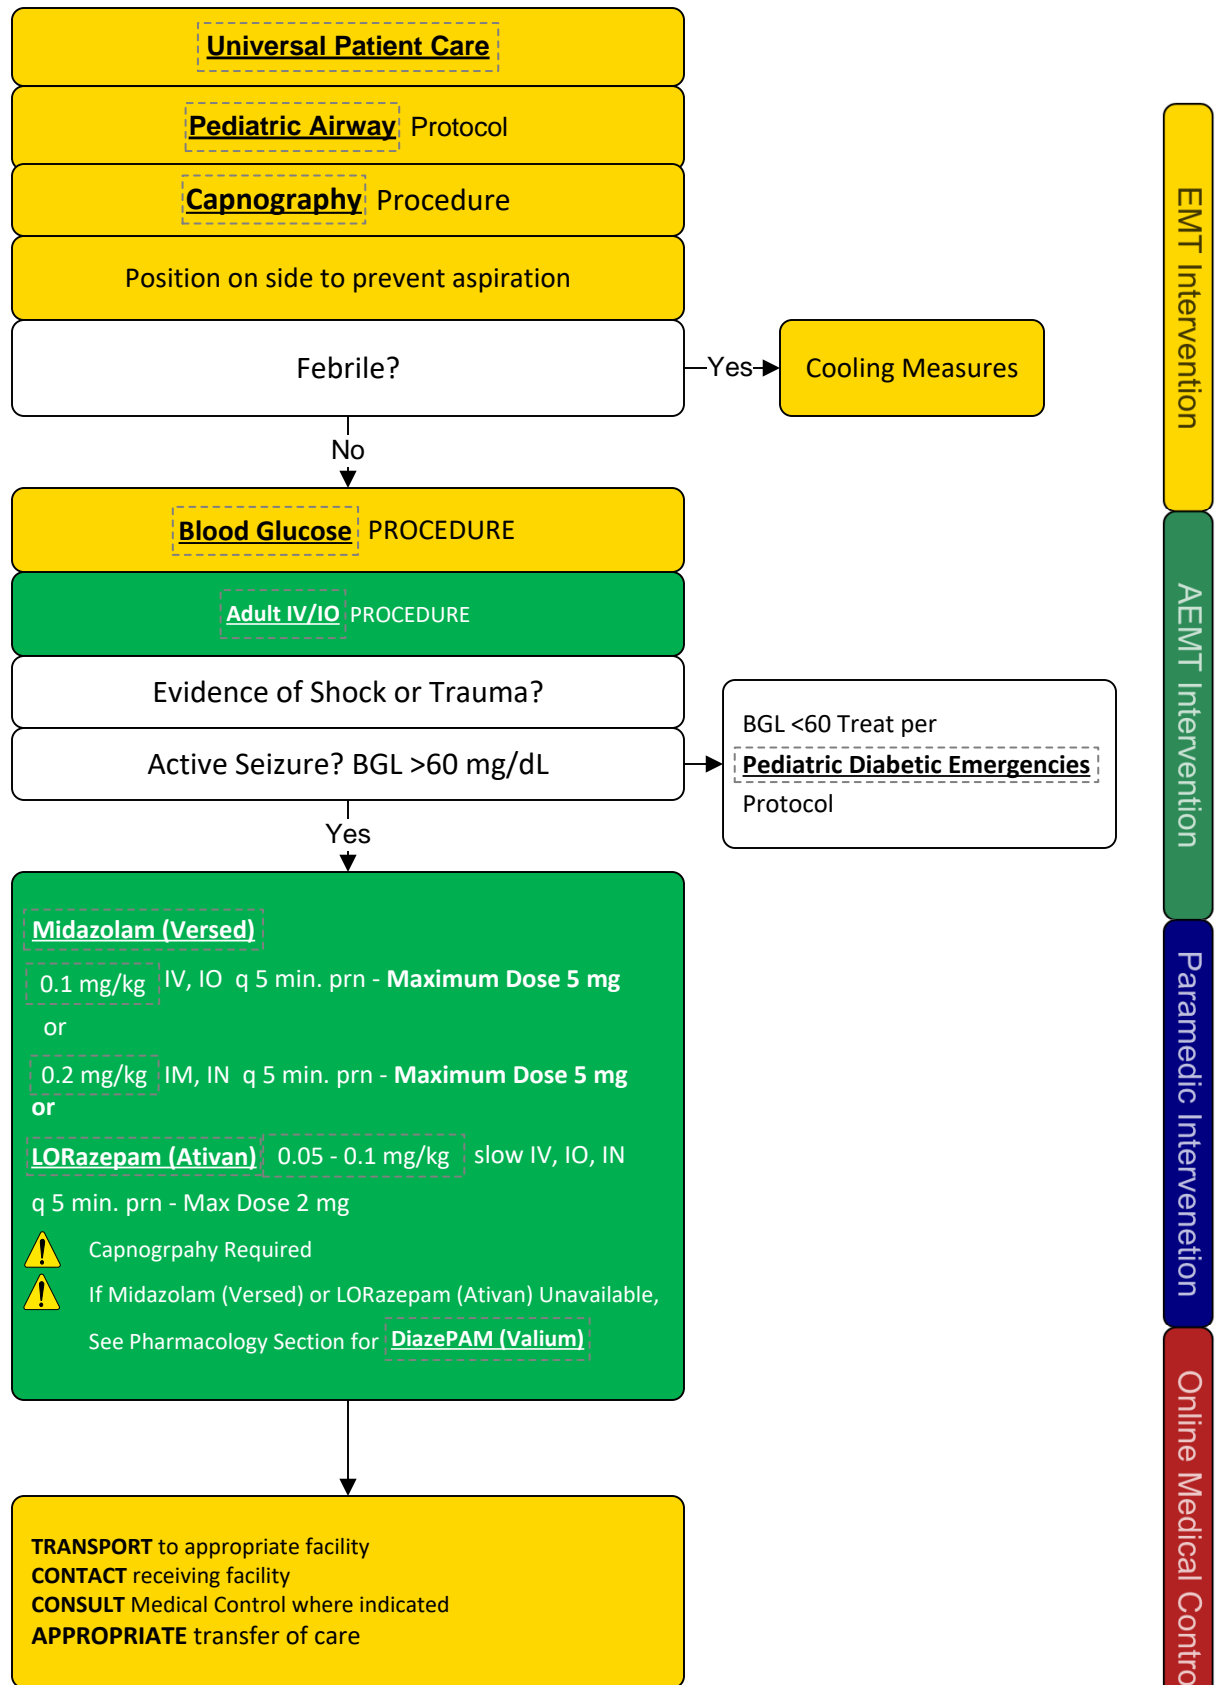 Universal Patient Care
Pediatric Airway Protocol
Capnography Procedure
Position on side to prevent aspiration
Febrile?
Yes
Cooling Measures
No
Blood Glucose PROCEDURE
Adult IV/IO PROCEDURE
Evidence of Shock or Trauma?
Active Seizure? BGL >60 mg/dL
BGL <60 Treat per
Pediatric Diabetic Emergencies
Protocol
Yes
Midazolam (Versed)
0.1 mg/kg IV, IO q 5 min. prn - Maximum Dose 5 mg
or
0.2 mg/kg IM, IN q 5 min. prn - Maximum Dose 5 mg
or
LORazepam (Ativan) 0.05 - 0.1 mg/kg slow IV, IO, IN
q 5 min. prn - Max Dose 2 mg
Capnogrpahy Required
If Midazolam (Versed) or LORazepam (Ativan) Unavailable,
See Pharmacology Section for DiazePAM (Valium)
TRANSPORT to appropriate facility
CONTACT receiving facility
CONSULT Medical Control where indicated
APPROPRIATE transfer of care
EMT Intervention
AEMT Intervention
Paramedic Intervenetion
Online Medical Contro